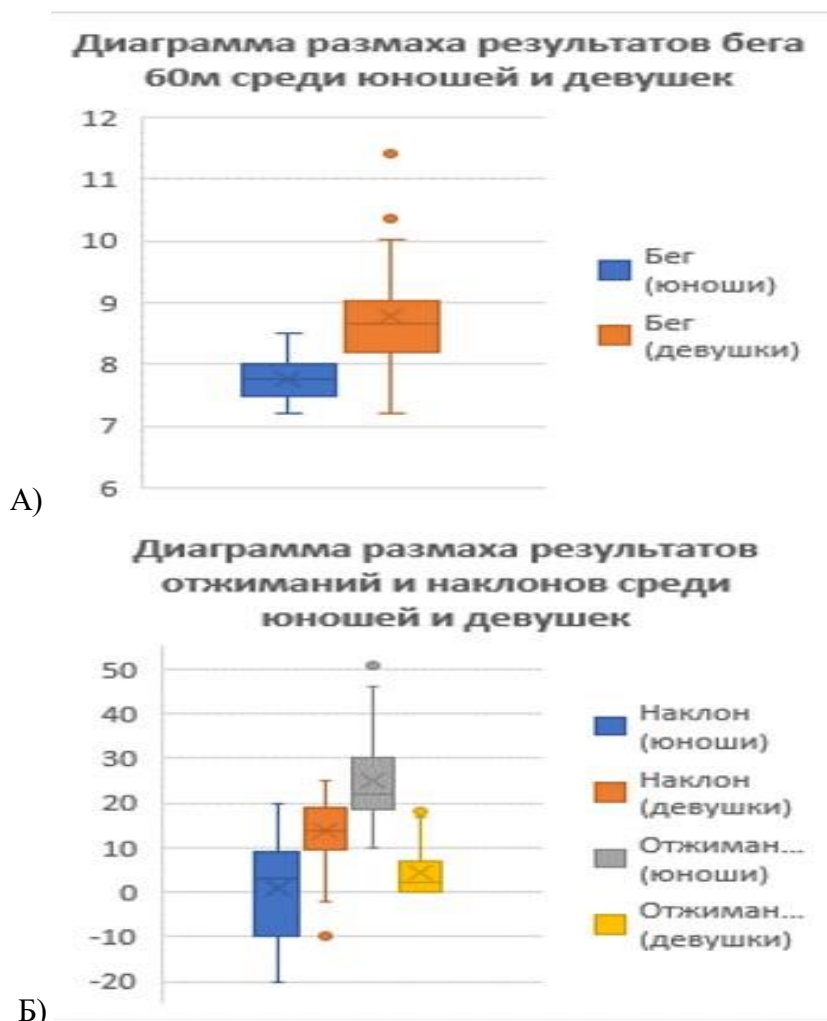 Диаграмма размаха результатов бега
60м среди юношей и девушек
12
11
10
9
8
7
6
Бег
(юноши)
Бег
(девушки)
А)
Диаграмма размаха результатов
отжиманий и наклонов среди
юношей и девушек
50
40
30
20
10
0
-10
-20
Наклон
(юноши)
Наклон
(девушки)
Отжиман...
(юноши)
Отжиман...
(девушки)
Б)